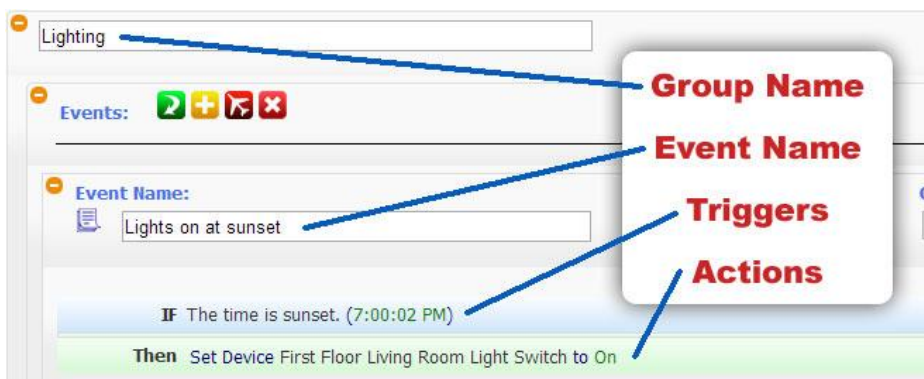 Lighting
Group Name
Events:
Event Name
Event Name:
Lights on at sunset
Triggers
Actions
IF The time is sunset. (7:00:02 PM)
Then Set Device First Floor Living Room Light Switch to On